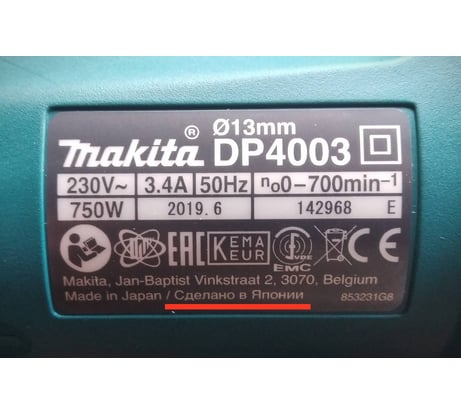 Ø13mm
makita® DP4003
230V~ 3.4A 50Hz n₀0-700min⁻¹
750W 2019.6 142968 E
EAC KEMA EUR VDE EMC CE
Makita, Jan-Baptist Vinkstraat 2, 3070, Belgium
Made in Japan / Сделано в Японии 853231G8